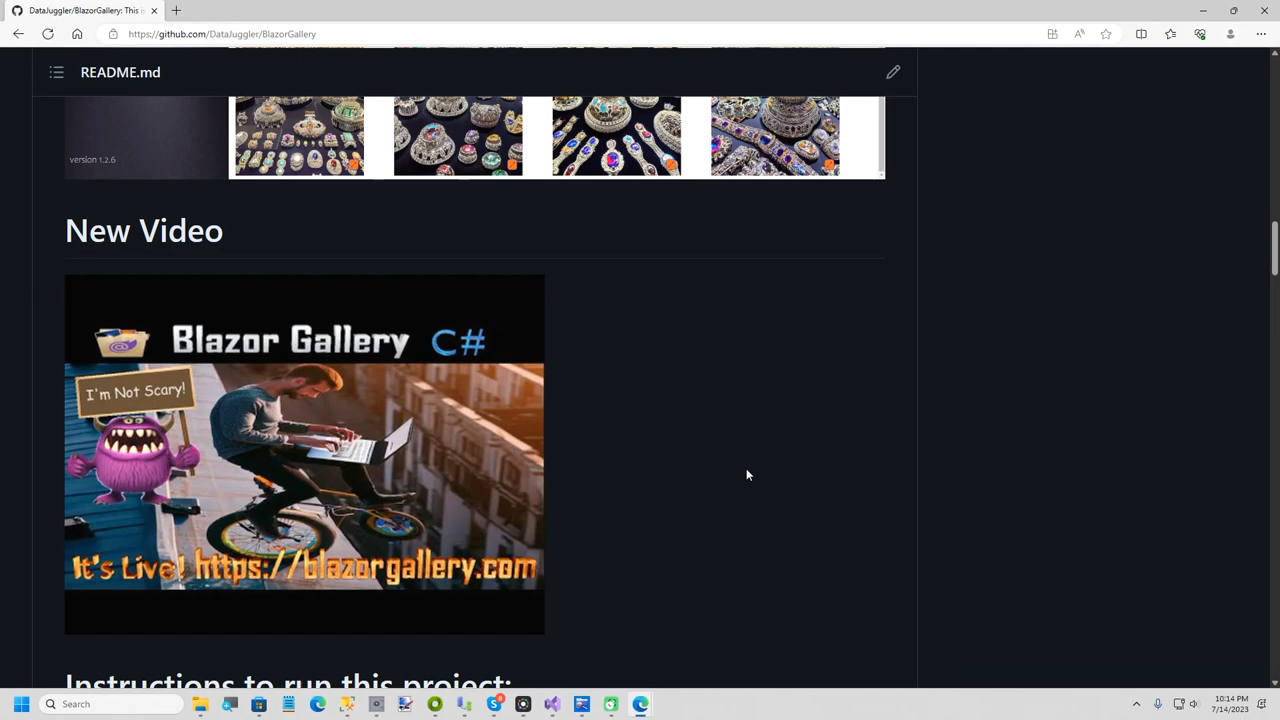 DataJuggler/BlazorGallery: This is
https://github.com/DataJuggler/BlazorGallery
README.md
version 1.2.6
New Video
Blazor Gallery C#
I'm Not Scary!
It's Live! https://blazorgallery.com
Instructions to run this project:
Search
8
10:14 PM
7/14/2023